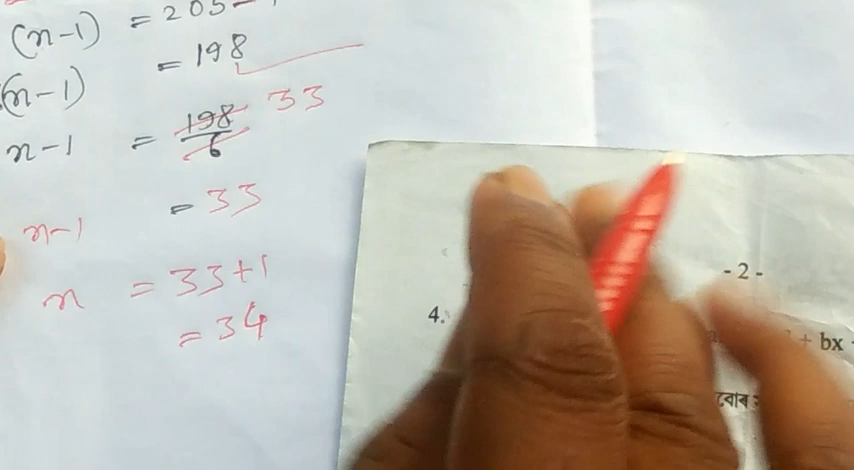 (n-1) = 205-
(n-1) = 198
n-1 = 198/6 33
n-1 = 33
n = 33+1
= 34
- 2 -
4.
+ bx